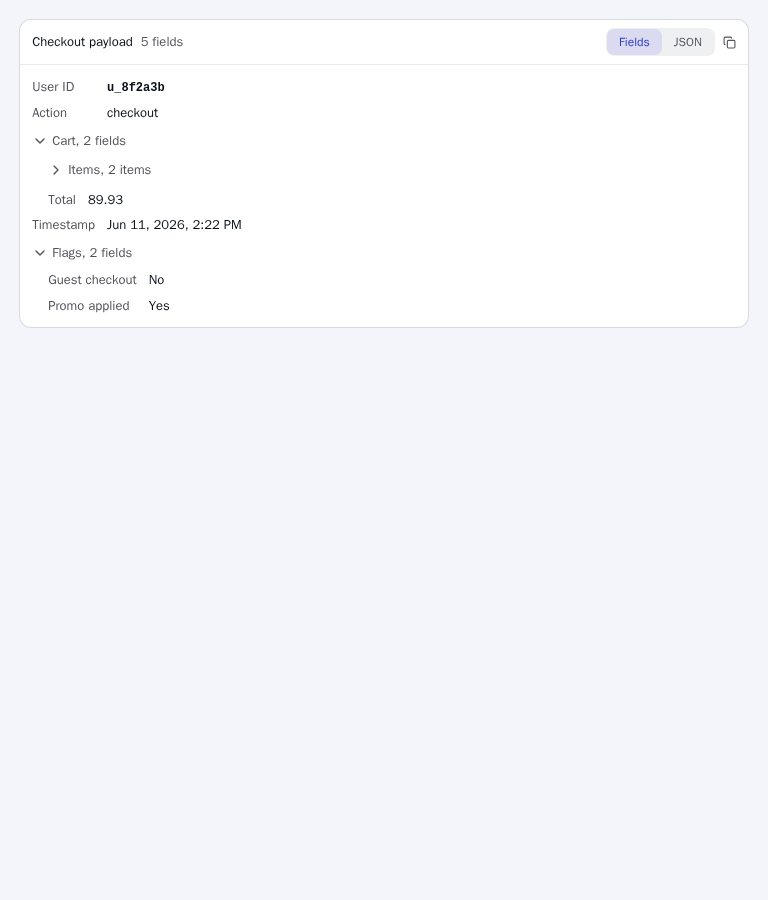 Checkout payload 5 fields Fields JSON
User ID u_8f2a3b
Action checkout
Cart, 2 fields
Items, 2 items
Total 89.93
Timestamp Jun 11, 2026, 2:22 PM
Flags, 2 fields
Guest checkout No
Promo applied Yes